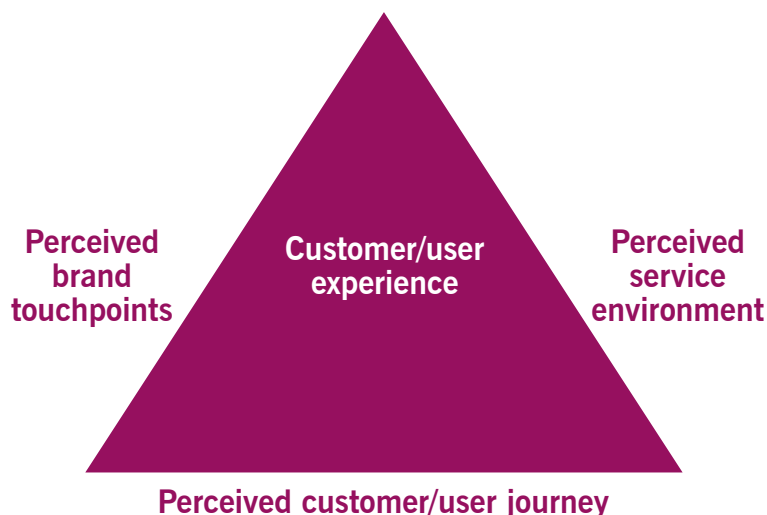 Perceived
brand
touchpoints
Customer/user
experience
Perceived
service
environment
Perceived customer/user journey